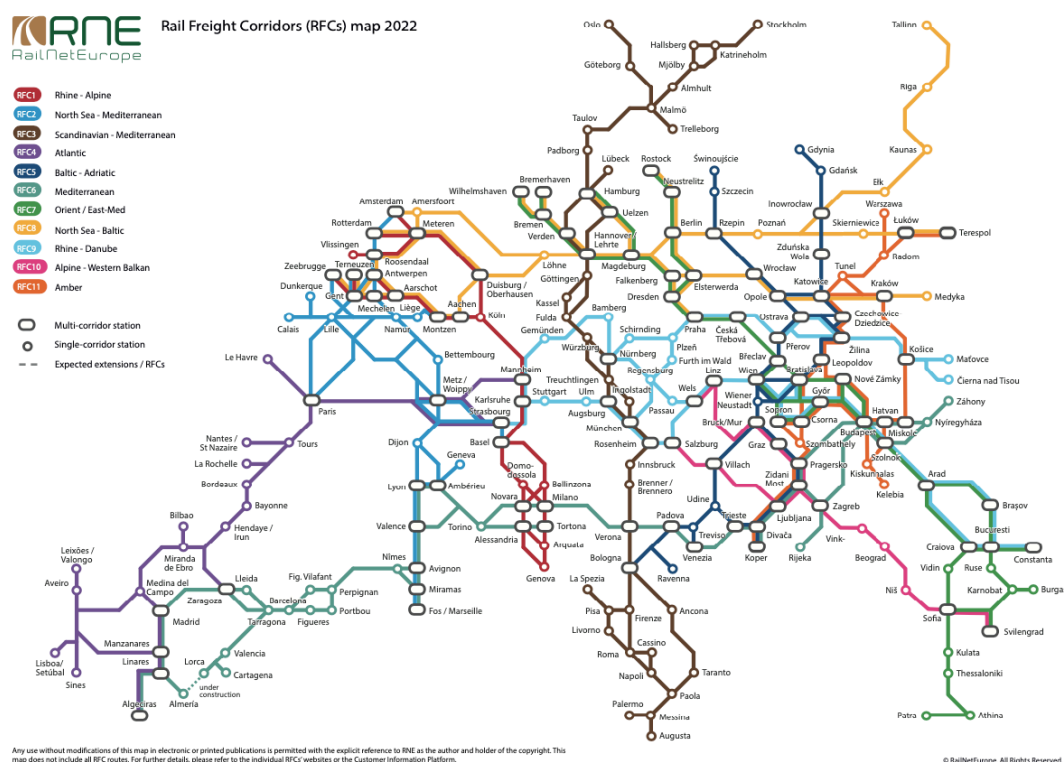 RNE
RailNetEurope
Rail Freight Corridors (RFCs) map 2022
RFC1 Rhine - Alpine
RFC2 North Sea - Mediterranean
RFC3 Scandinavian - Mediterranean
RFC4 Atlantic
RFC5 Baltic - Adriatic
RFC6 Mediterranean
RFC7 Orient / East-Med
RFC8 North Sea - Baltic
RFC9 Rhine - Danube
RFC10 Alpine - Western Balkan
RFC11 Amber
Multi-corridor station
Single-corridor station
Expected extensions / RFCs
Oslo
Stockholm
Tallinn
Hallsberg
Katrineholm
Göteborg
Mjölby
Almhult
Riga
Malmö
Taulov
Trelleborg
Padborg
Lübeck
Rostock
Świnoujście
Gdynia
Kaunas
Gdańsk
Bremerhaven
Wilhelmshaven
Hamburg
Neustrelitz
Szczecin
Ełk
Amsterdam
Amersfoort
Uelzen
Inowrocław
Warszawa
Rotterdam
Meteren
Bremen
Verden
Hannover/
Lehrte
Berlin
Rzepin
Poznań
Skierniewice
Łuków
Terespol
Vlissingen
Roosendaal
Zduńska
Wola
Radom
Zeebrugge
Terneuzen
Antwerpen
Löhne
Magdeburg
Wrocław
Tunel
Dunkerque
Gent
Aarschot
Duisburg /
Oberhausen
Göttingen
Falkenberg
Elsterwerda
Katowice
Kraków
Mechelen
Liège
Aachen
Kassel
Dresden
Opole
Medyka
Calais
Lille
Namur
Montzen
Köln
Fulda
Bamberg
Praha
Česká
Třebová
Ostrava
Czechowice
Dziedzice
Gemünden
Schirnding
Přerov
Žilina
Košice
Le Havre
Bettembourg
Würzburg
Nürnberg
Plzeň
Furth im Wald
Břeclav
Leopoldov
Maťovce
Mannheim
Regensburg
Čierna nad Tisou
Metz /
Woippy
Karlsruhe
Stuttgart
Ulm
Treuchtlingen
Ingolstadt
Wels
Linz
Wien
Bratislava
Nové Zámky
Paris
Strasbourg
Augsburg
Passau
Wiener
Neustadt
Sopron
Győr
Csorna
Hatvan
Záhony
Nyíregyháza
München
Bruck/Mur
Budapest
Miskolc
Nantes /
St Nazaire
Tours
Dijon
Basel
Rosenheim
Salzburg
Graz
Szombathely
Szolnok
La Rochelle
Geneva
Domo-
dossola
Innsbruck
Villach
Zidani
Most
Pragersko
Kiskunhalas
Arad
Bordeaux
Lyon
Ambérieu
Bellinzona
Brenner /
Brennero
Kelebia
Bayonne
Novara
Milano
Udine
Zagreb
Brașov
Bilbao
Hendaye /
Irun
Valence
Torino
Tortona
Verona
Padova
Treviso
Trieste
Ljubljana
Divača
Vink-
Bucuresti
Alessandria
Arquata
Venezia
Koper
Rijeka
Beograd
Craiova
Constanta
Leixões /
Valongo
Miranda
de Ebro
Nîmes
Avignon
Genova
Bologna
Ravenna
Vidin
Ruse
Aveiro
Medina del
Campo
Lleida
Fig. Vilafant
Perpignan
Miramas
La Spezia
Niš
Karnobat
Burga
Zaragoza
Barcelona
Madrid
Tarragona
Figueres
Portbou
Fos / Marseille
Pisa
Firenze
Ancona
Sofia
Svilengrad
Manzanares
Livorno
Cassino
Lisboa/
Setúbal
Linares
Lorca
Valencia
Roma
Kulata
Sines
Cartagena
Napoli
Taranto
Thessaloniki
Algeciras
Almería
under
construction
Palermo
Paola
Messina
Patra
Athina
Augusta
Any use without modifications of this map in electronic or printed publications is permitted with the explicit reference to RNE as the author and holder of the copyright. This
map does not include all RFC routes. For further details, please refer to the individual RFCs' websites or the Customer Information Platform.
© RailNetEurope. All Rights Reserved